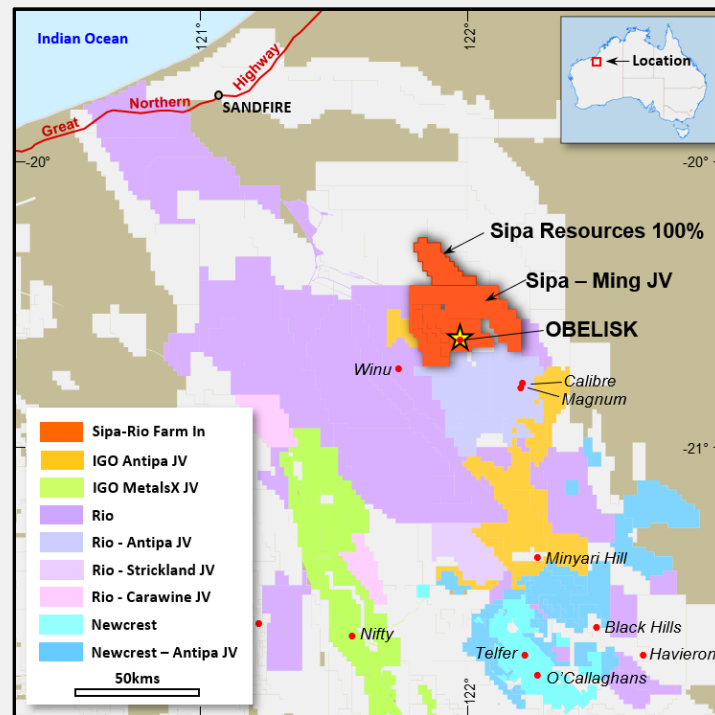 Indian Ocean
121°
122°
Great Northern Highway
SANDFIRE
Location
-20°
-20°
Sipa Resources 100%
Sipa – Ming JV
OBELISK
Winu
Calibre
Magnum
-21°
Sipa-Rio Farm In
IGO Antipa JV
IGO MetalsX JV
Rio
Rio - Antipa JV
Rio - Strickland JV
Rio - Carawine JV
Newcrest
Newcrest – Antipa JV
50kms
Minyari Hill
Nifty
Black Hills
Telfer
Havieron
O'Callaghans
122°